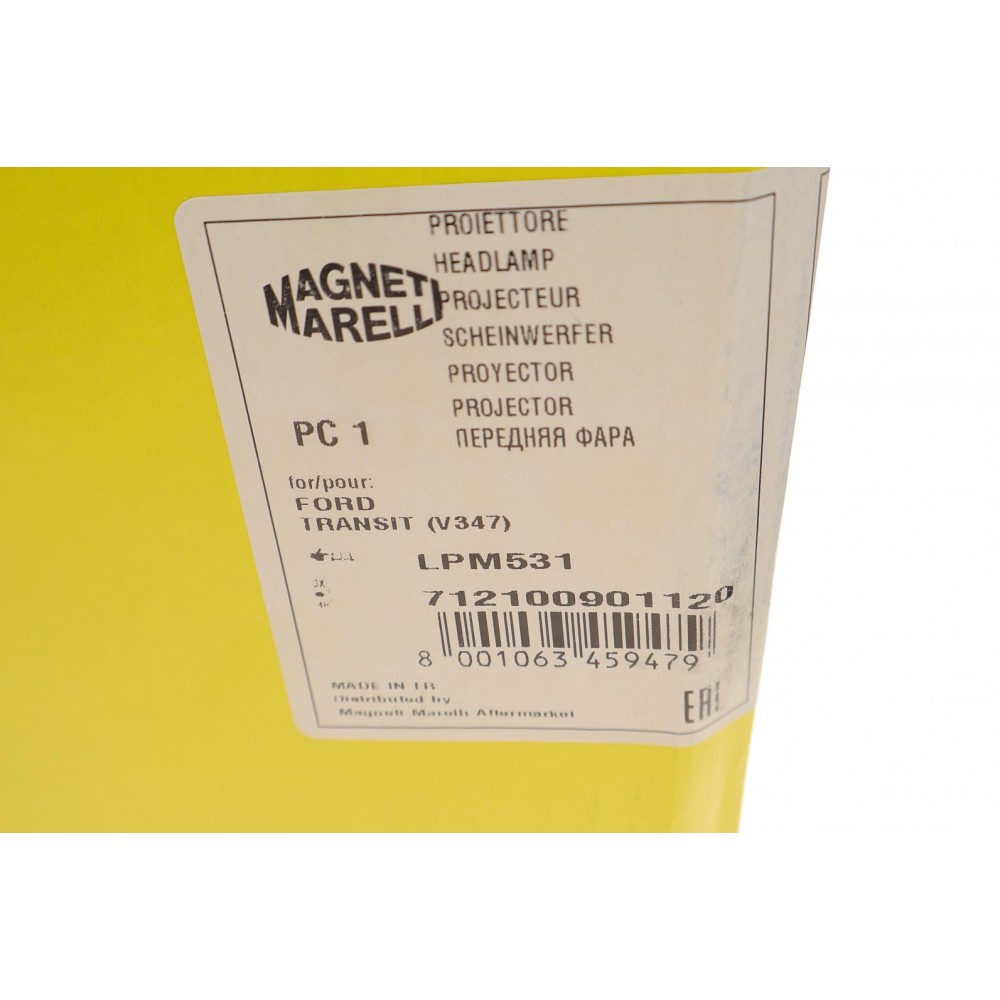 PROIETTORE
HEADLAMP
MAGNETI
MARELLI
PROJECTEUR
SCHEINWERFER
PROYECTOR
PROJECTOR
PC 1
ПЕРЕДНЯЯ ФАРА
for/pour:
FORD
TRANSIT (V347)
LPM531
712100901120
8 001063 459479
MADE IN TR
Distributed by
Magneti Marelli Aftermarket
EAC